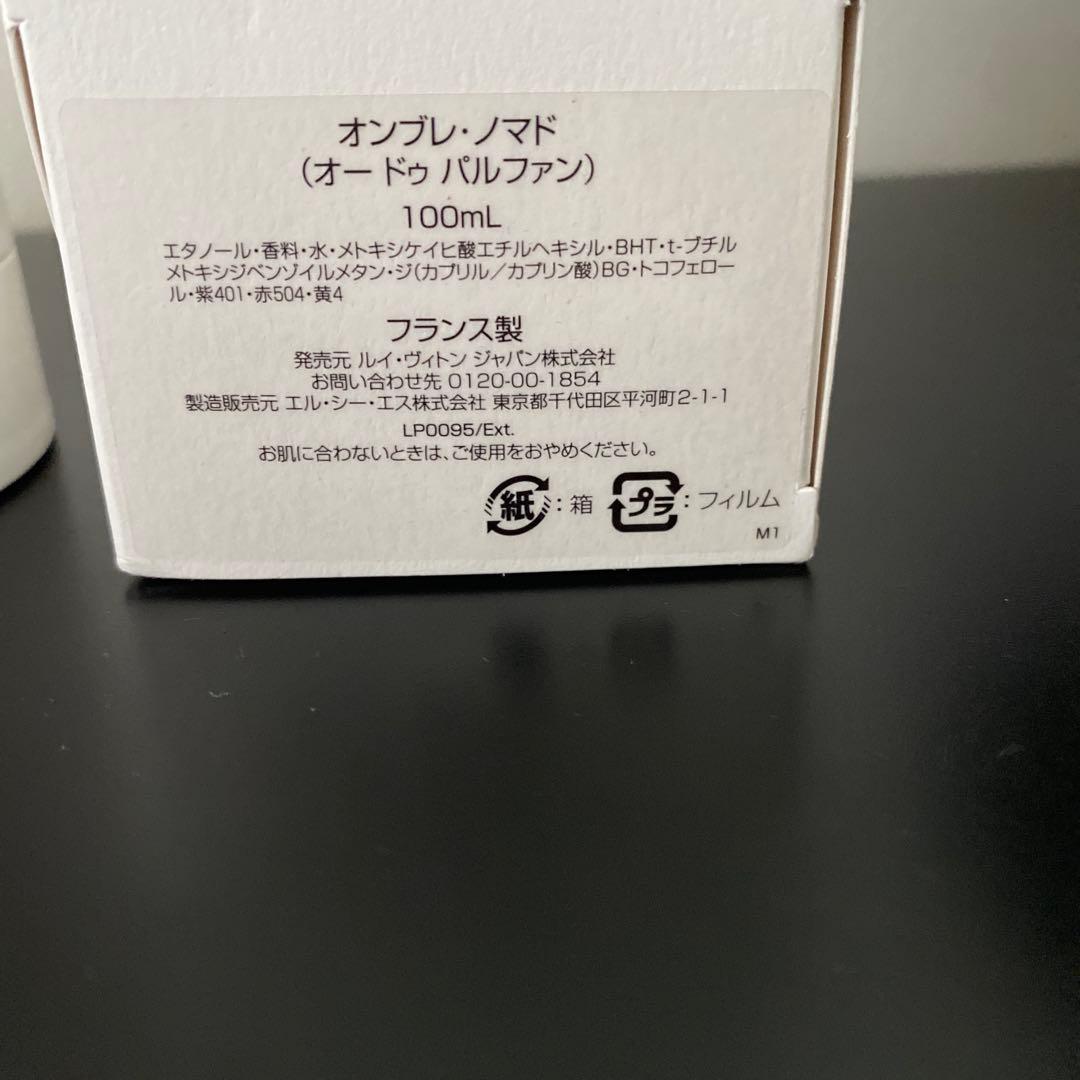 オンブレ・ノマド
（オー ドゥ パルファン）
100mL
エタノール・香料・水・メトキシケイヒ酸エチルヘキシル・BHT・t-ブチル
メトキシジベンゾイルメタン・ジ（カプリル／カプリン酸）BG・トコフェロー
ル・紫401・赤504・黄4
フランス製
発売元 ルイ・ヴィトン ジャパン株式会社
お問い合わせ先 0120-00-1854
製造販売元 エル・シー・エス株式会社 東京都千代田区平河町2-1-1
LP0095/Ext.
お肌に合わないときは、ご使用をおやめください。
紙：箱 プラ：フィルム
M1